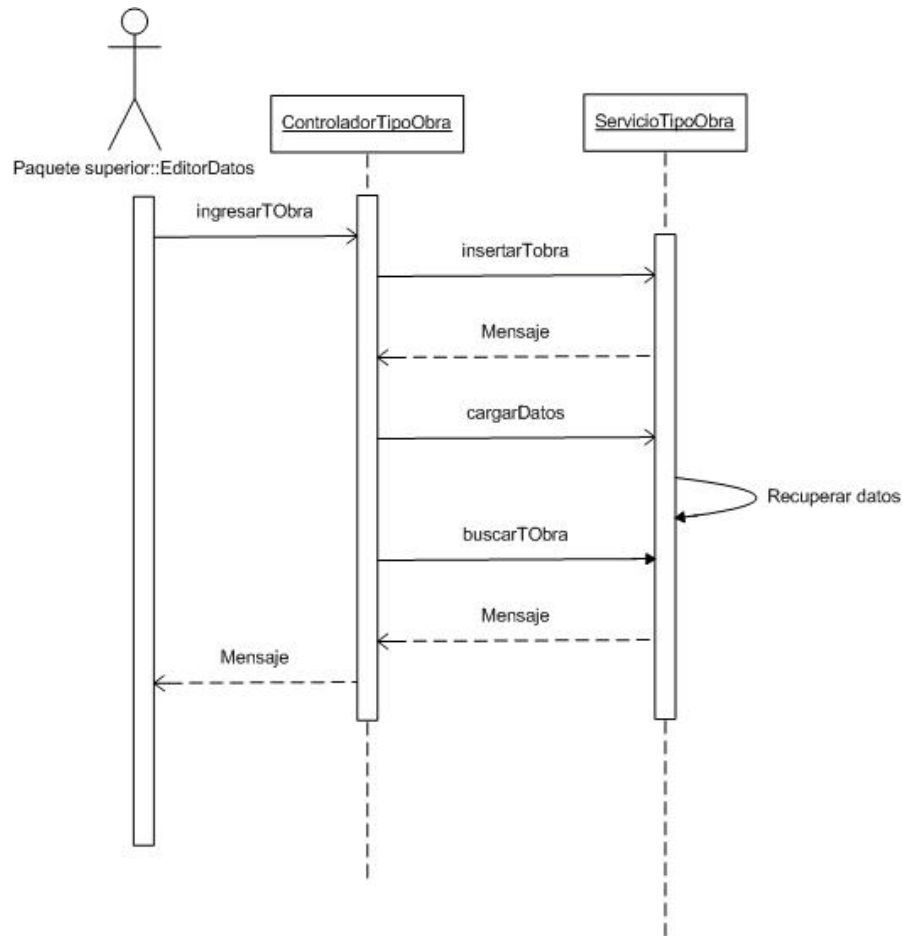 ControladorTipoObra
ServicioTipoObra
Paquete superior::EditorDatos
ingresarTObra
insertarTobra
Mensaje
cargarDatos
Recuperar datos
buscarTObra
Mensaje
Mensaje